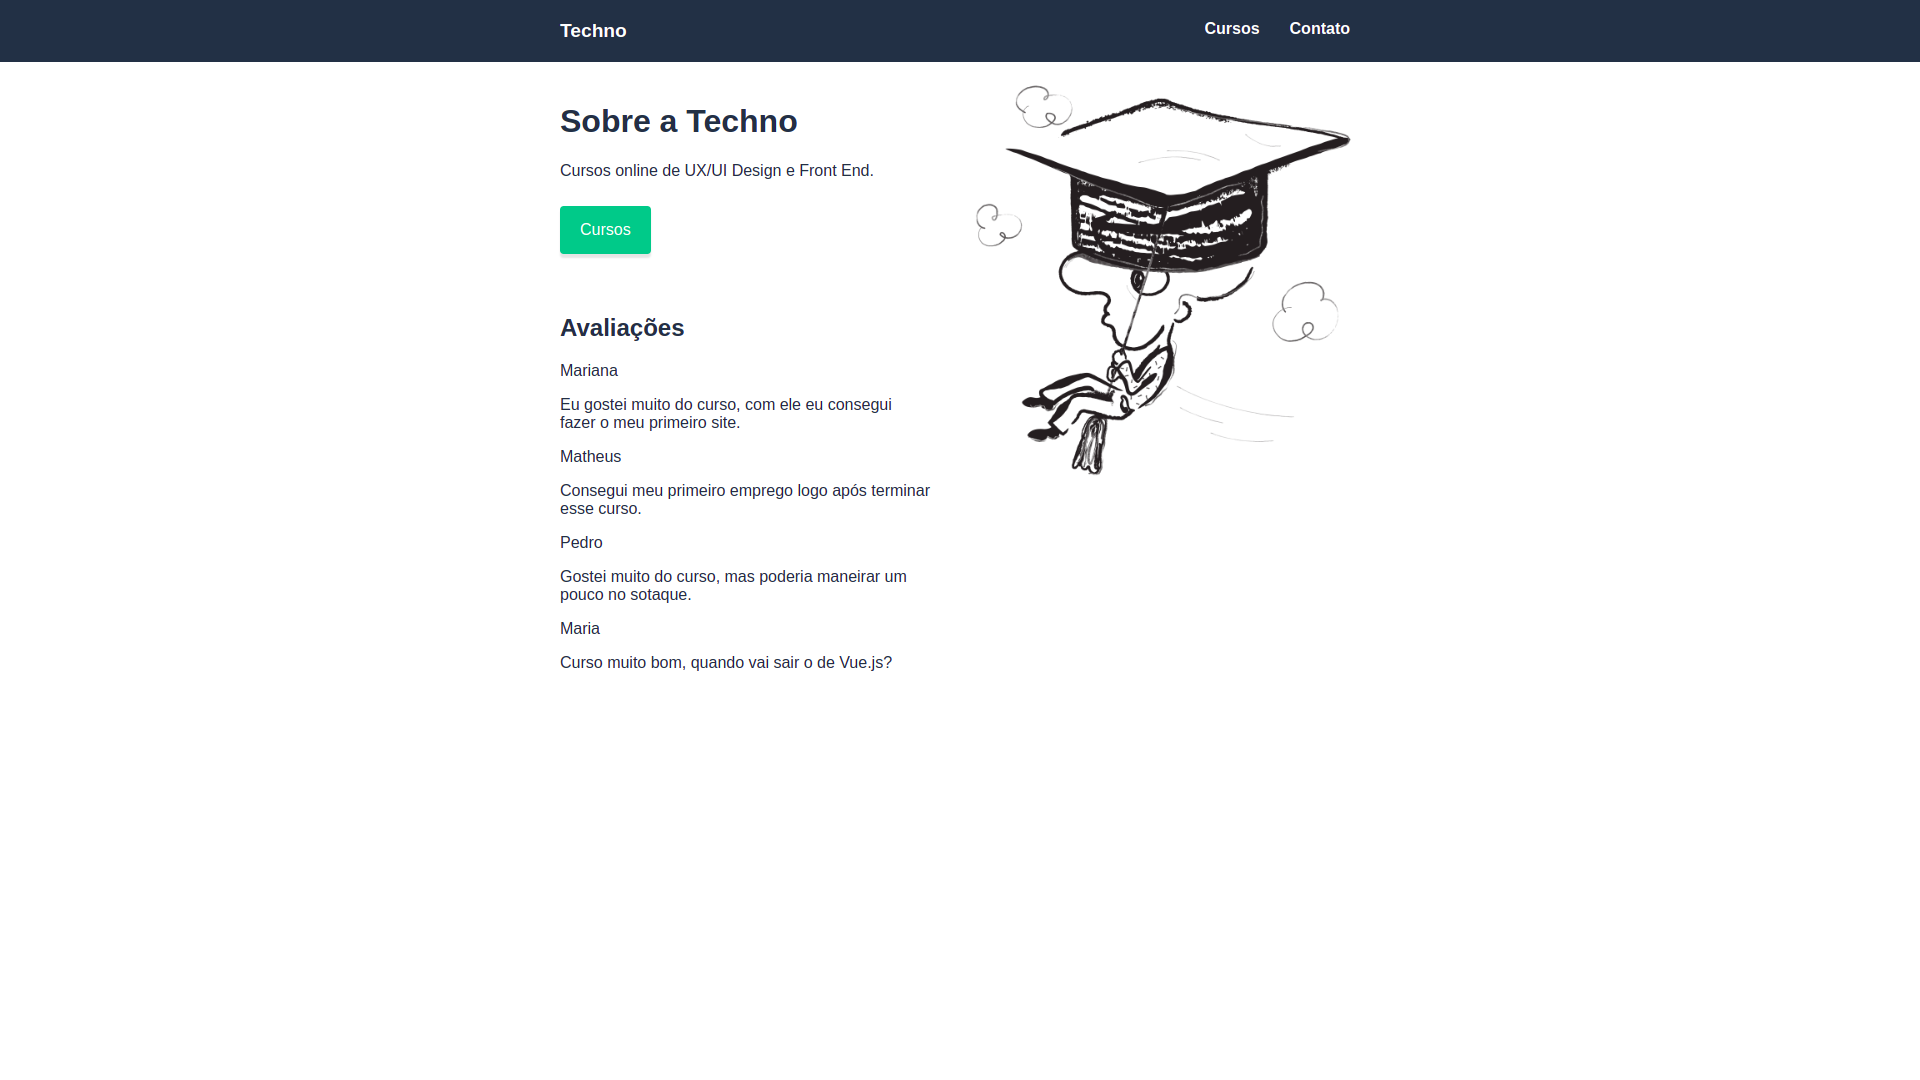 Techno
Cursos
Contato
Sobre a Techno
Cursos online de UX/UI Design e Front End.
Cursos
Avaliações
Mariana
Eu gostei muito do curso, com ele eu consegui
fazer o meu primeiro site.
Matheus
Consegui meu primeiro emprego logo após terminar
esse curso.
Pedro
Gostei muito do curso, mas poderia maneirar um
pouco no sotaque.
Maria
Curso muito bom, quando vai sair o de Vue.js?